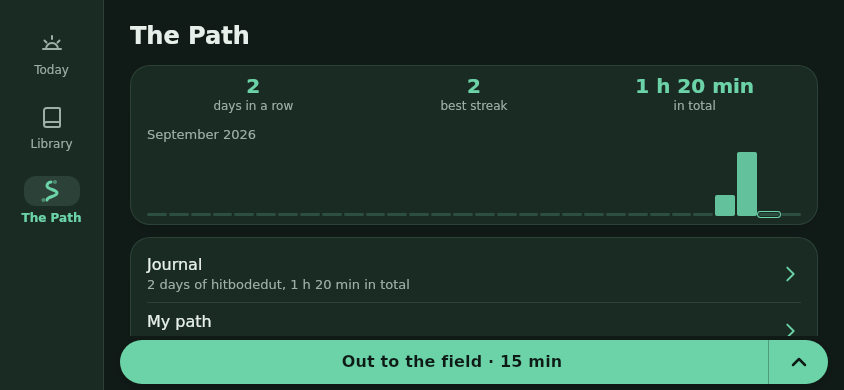 Today
Library
The Path
The Path
2
days in a row
2
best streak
1 h 20 min
in total
September 2026
Journal
2 days of hitbodedut, 1 h 20 min in total
My path
Out to the field · 15 min